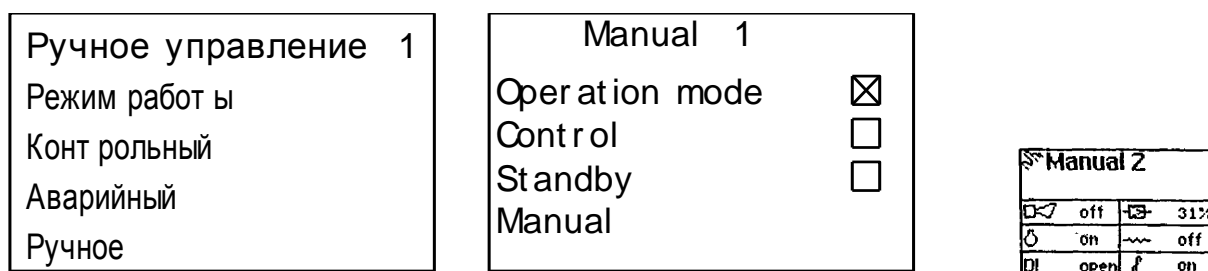 Ручное управление 1
Режим работы
Контрольный
Аварийный
Ручное
Manual 1
Operation mode
Control
Standby
Manual
Manual 2
off 31%
on off
open on